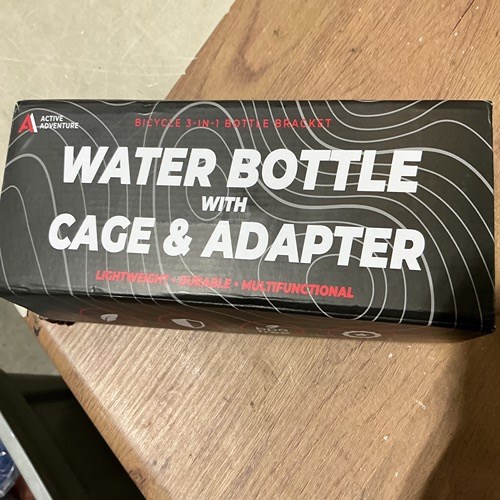 ACTIVE
ADVENTURE
BICYCLE 3-IN-1 BOTTLE BRACKET
WATER BOTTLE
WITH
CAGE & ADAPTER
LIGHTWEIGHT • DURABLE • MULTIFUNCTIONAL